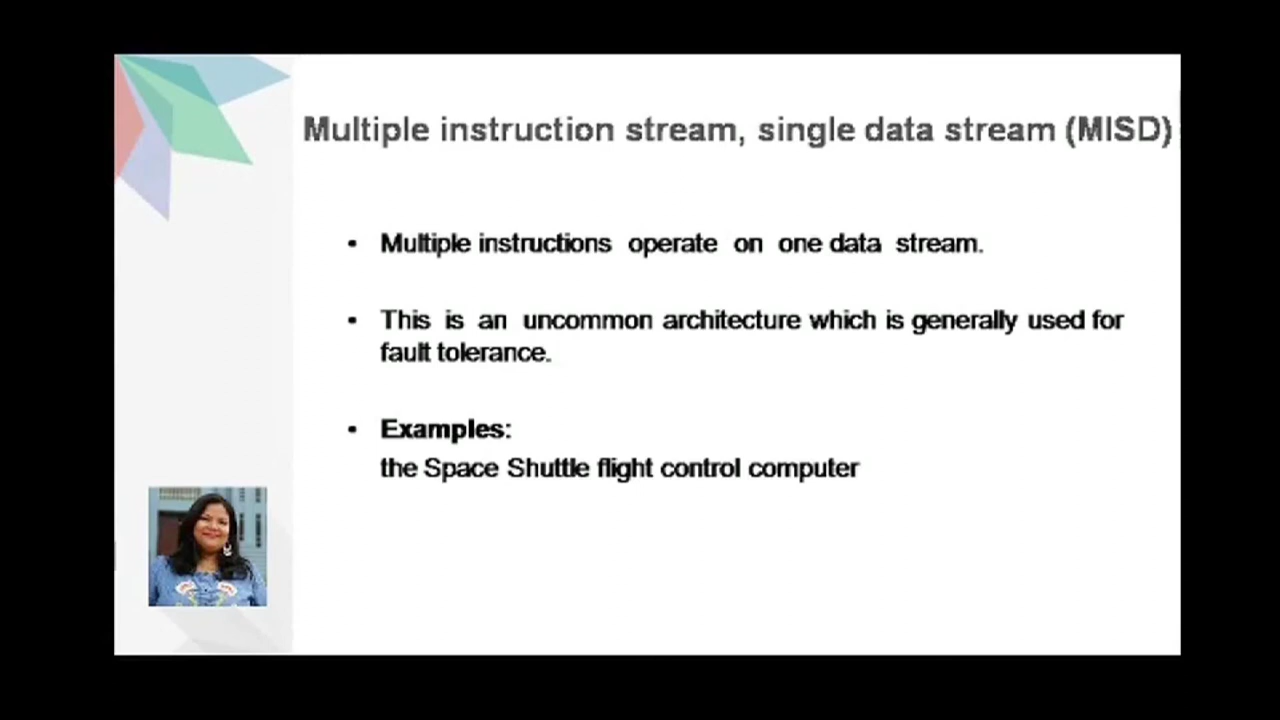 Multiple instruction stream, single data stream (MISD)
• Multiple instructions operate on one data stream.
• This is an uncommon architecture which is generally used for
fault tolerance.
• Examples:
the Space Shuttle flight control computer